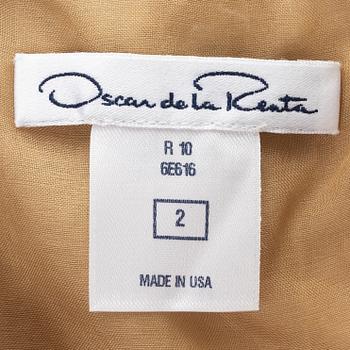 Oscar de la Renta
R 10
6E616
2
MADE IN USA